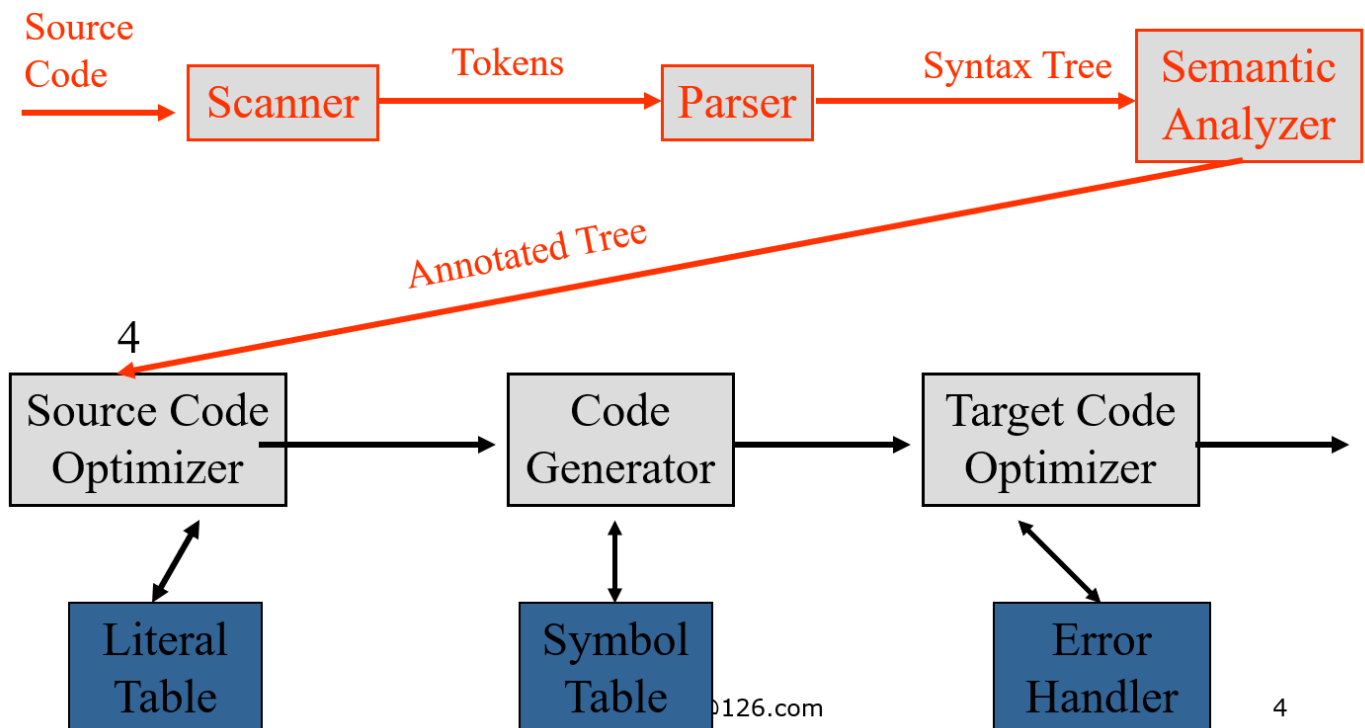 Source
Code
Scanner
Tokens
Parser
Syntax Tree
Semantic
Analyzer
Annotated Tree
4
Source Code
Optimizer
Code
Generator
Target Code
Optimizer
Literal
Table
Symbol
Table
Error
Handler
@126.com
4